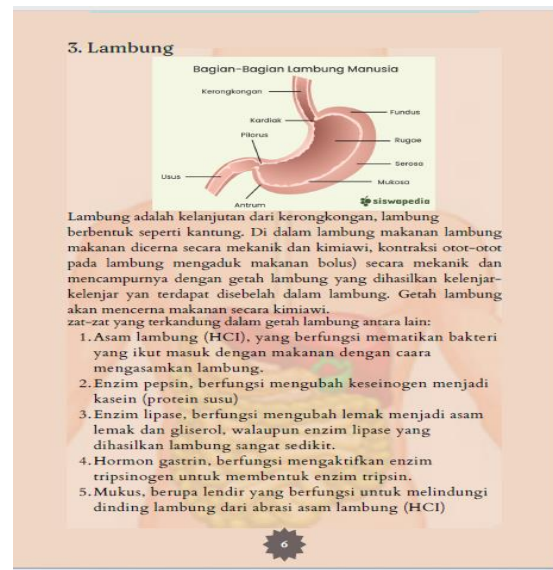 3. Lambung
Bagian-Bagian Lambung Manusia
Kerongkongan
Fundus
Kardiak
Pilorus
Rugae
Serosa
Usus
Mukosa
Antrum
siswapedia
Lambung adalah kelanjutan dari kerongkongan, lambung
berbentuk seperti kantung. Di dalam lambung makanan lambung
makanan dicerna secara mekanik dan kimiawi, kontraksi otot-otot
pada lambung mengaduk makanan bolus) secara mekanik dan
mencampurnya dengan getah lambung yang dihasilkan kelenjar-
kelenjar yan terdapat disebelah dalam lambung. Getah lambung
akan mencerna makanan secara kimiawi.
zat-zat yang terkandung dalam getah lambung antara lain:
1. Asam lambung (HCI), yang berfungsi mematikan bakteri
yang ikut masuk dengan makanan dengan caara
mengasamkan lambung.
2. Enzim pepsin, berfungsi mengubah keseinogen menjadi
kasein (protein susu)
3. Enzim lipase, berfungsi mengubah lemak menjadi asam
lemak dan gliserol, walaupun enzim lipase yang
dihasilkan lambung sangat sedikit.
4. Hormon gastrin, berfungsi mengaktifkan enzim
tripsinogen untuk membentuk enzim tripsin.
5. Mukus, berupa lendir yang berfungsi untuk melindungi
dinding lambung dari abrasi asam lambung (HCI)
6